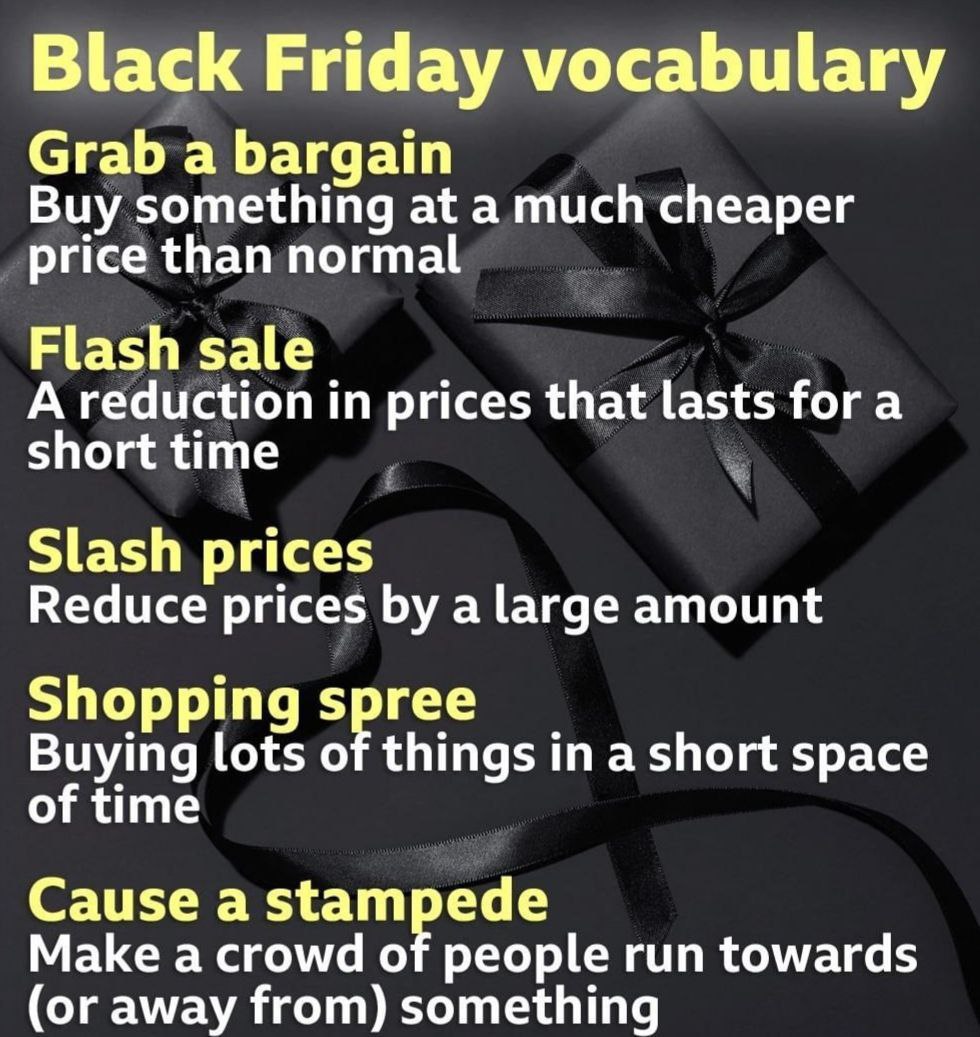 Black Friday vocabulary
Grab a bargain
Buy something at a much cheaper
price than normal
Flash sale
A reduction in prices that lasts for a
short time
Slash prices
Reduce prices by a large amount
Shopping spree
Buying lots of things in a short space
of time
Cause a stampede
Make a crowd of people run towards
(or away from) something